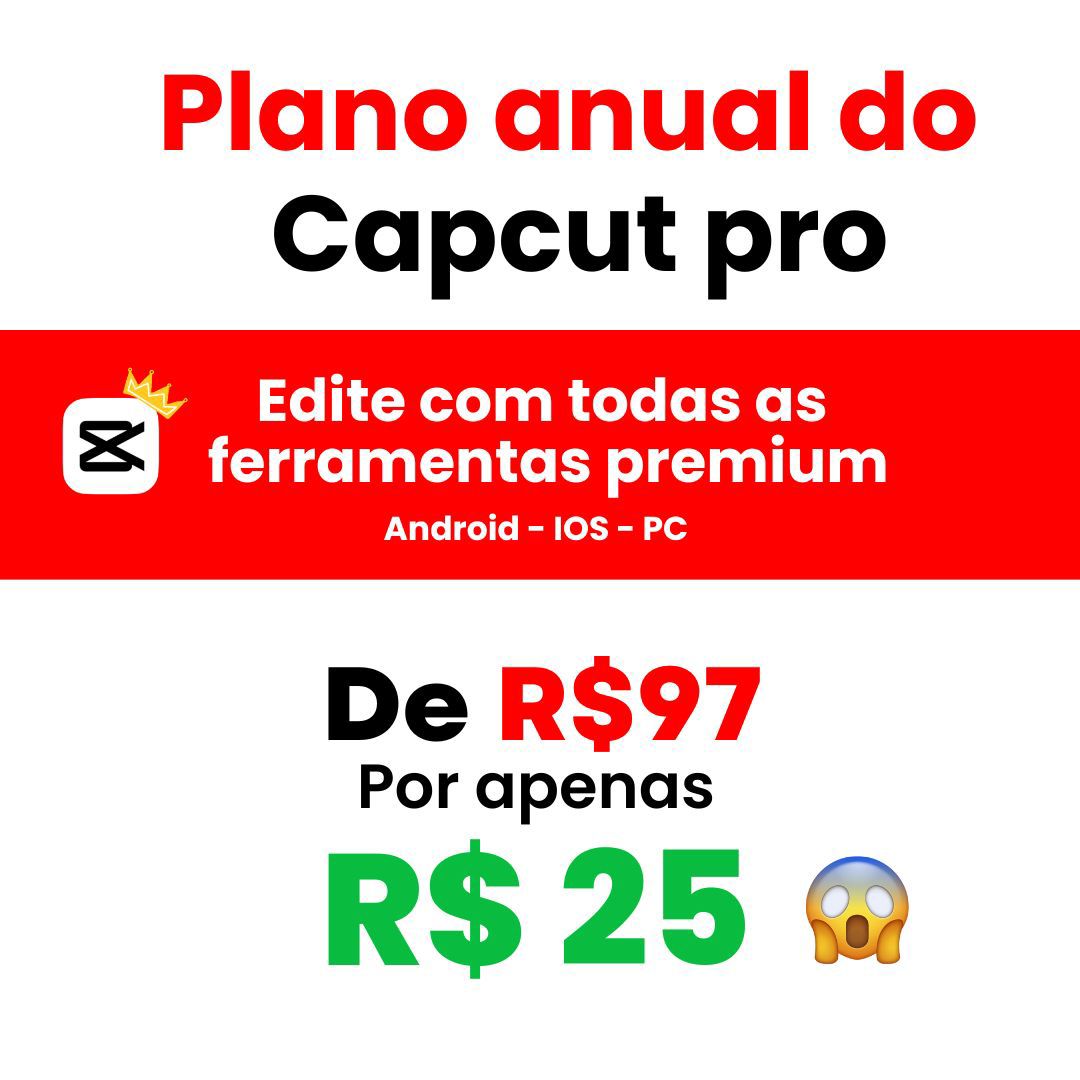 Plano anual do
Capcut pro
Edite com todas as
ferramentas premium
Android - IOS - PC
De R$97
Por apenas
R$ 25